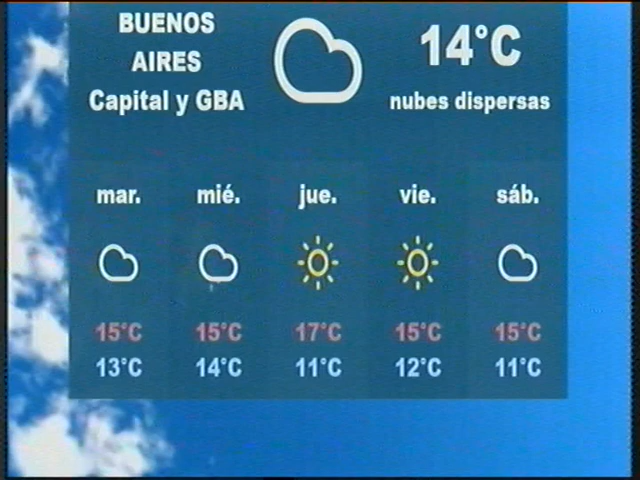 BUENOS
AIRES
Capital y GBA
14°C
nubes dispersas
mar. mié. jue. vie. sáb.
15°C 15°C 17°C 15°C 15°C
13°C 14°C 11°C 12°C 11°C